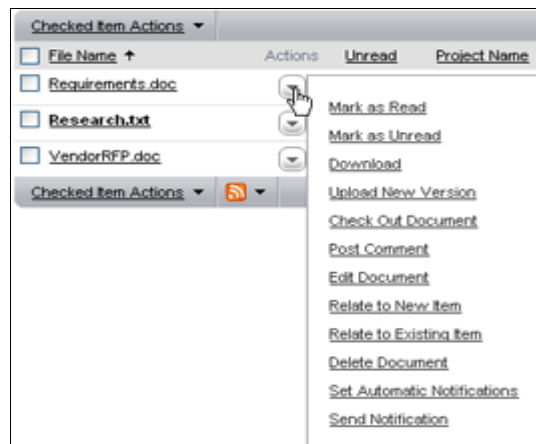 Checked Item Actions
File Name Actions Unread Project Name
Requirements.doc
Research.txt
VendorRFP.doc
Checked Item Actions
Mark as Read
Mark as Unread
Download
Upload New Version
Check Out Document
Post Comment
Edit Document
Relate to New Item
Relate to Existing Item
Delete Document
Set Automatic Notifications
Send Notification